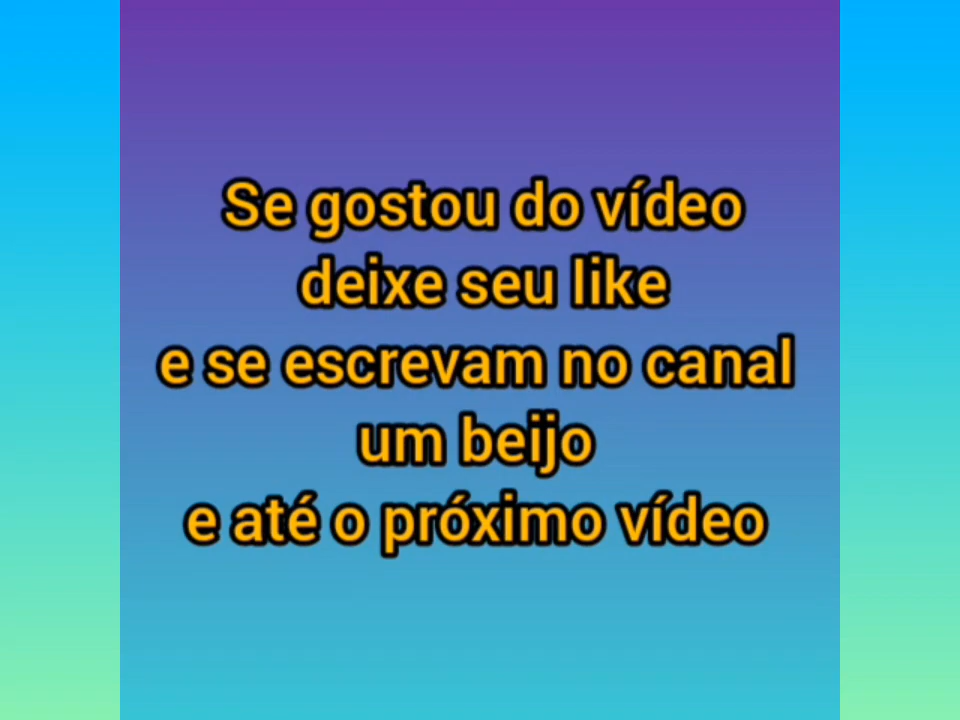 Se gostou do vídeo
deixe seu like
e se escrevam no canal
um beijo
e até o próximo vídeo